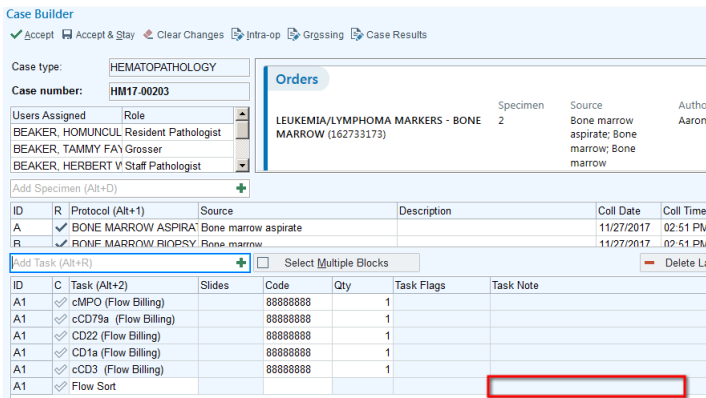 Case Builder
Accept Accept & Stay Clear Changes Intra-op Grossing Case Results
Case type: HEMATOPATHOLOGY
Case number: HM17-00203
Users Assigned Role
BEAKER, HOMUNCUL Resident Pathologist
BEAKER, TAMMY FAY Grosser
BEAKER, HERBERT W Staff Pathologist
Orders
Specimen Source Autho
LEUKEMIA/LYMPHOMA MARKERS - BONE 2 Bone marrow Aaron
MARROW (162733173) aspirate; Bone
marrow; Bone
marrow
Add Specimen (Alt+D)
ID R Protocol (Alt+1) Source Description Coll Date Coll Time
A BONE MARROW ASPIRAT Bone marrow aspirate 11/27/2017 02:51 PM
B BONE MARROW BIOPSY Bone marrow 11/27/2017 02:51 PM
Add Task (Alt+R) Select Multiple Blocks Delete La
ID C Task (Alt+2) Slides Code Qty Task Flags Task Note
A1 cMPO (Flow Billing) 88888888 1
A1 cCD79a (Flow Billing) 88888888 1
A1 CD22 (Flow Billing) 88888888 1
A1 CD1a (Flow Billing) 88888888 1
A1 cCD3 (Flow Billing) 88888888 1
A1 Flow Sort